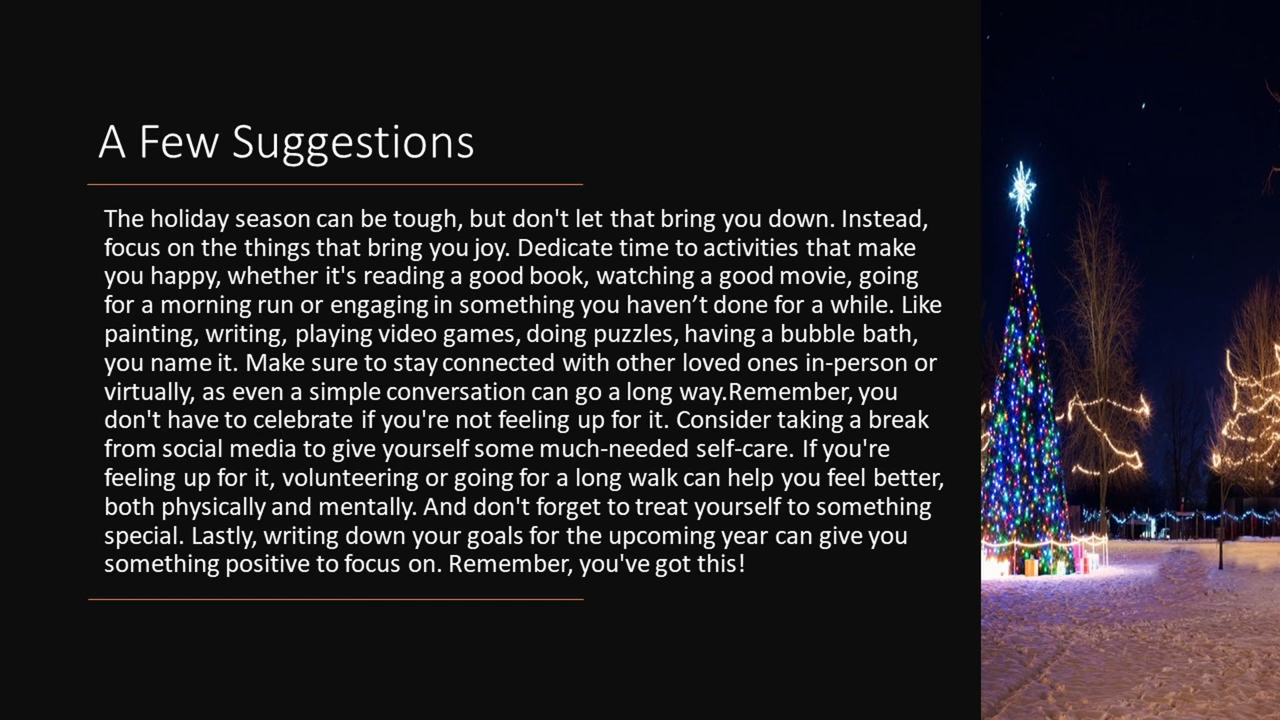 A Few Suggestions
The holiday season can be tough, but don't let that bring you down. Instead,
focus on the things that bring you joy. Dedicate time to activities that make
you happy, whether it's reading a good book, watching a good movie, going
for a morning run or engaging in something you haven’t done for a while. Like
painting, writing, playing video games, doing puzzles, having a bubble bath,
you name it. Make sure to stay connected with other loved ones in-person or
virtually, as even a simple conversation can go a long way.Remember, you
don't have to celebrate if you're not feeling up for it. Consider taking a break
from social media to give yourself some much-needed self-care. If you're
feeling up for it, volunteering or going for a long walk can help you feel better,
both physically and mentally. And don't forget to treat yourself to something
special. Lastly, writing down your goals for the upcoming year can give you
something positive to focus on. Remember, you've got this!